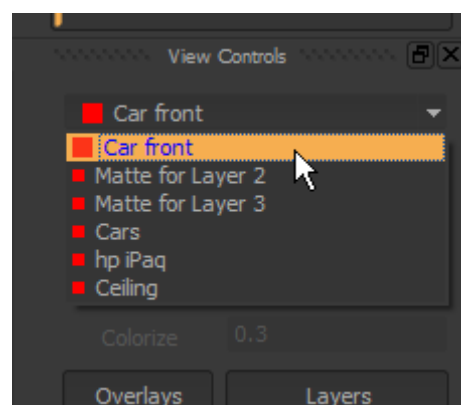 View Controls
Car front
Car front
Matte for Layer 2
Matte for Layer 3
Cars
hp iPaq
Ceiling
Colorize 0.3
Overlays Layers